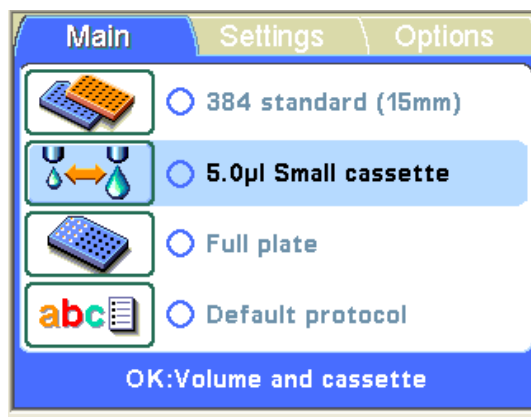 Main Settings Options
384 standard (15mm)
5.0µl Small cassette
Full plate
abc Default protocol
OK:Volume and cassette